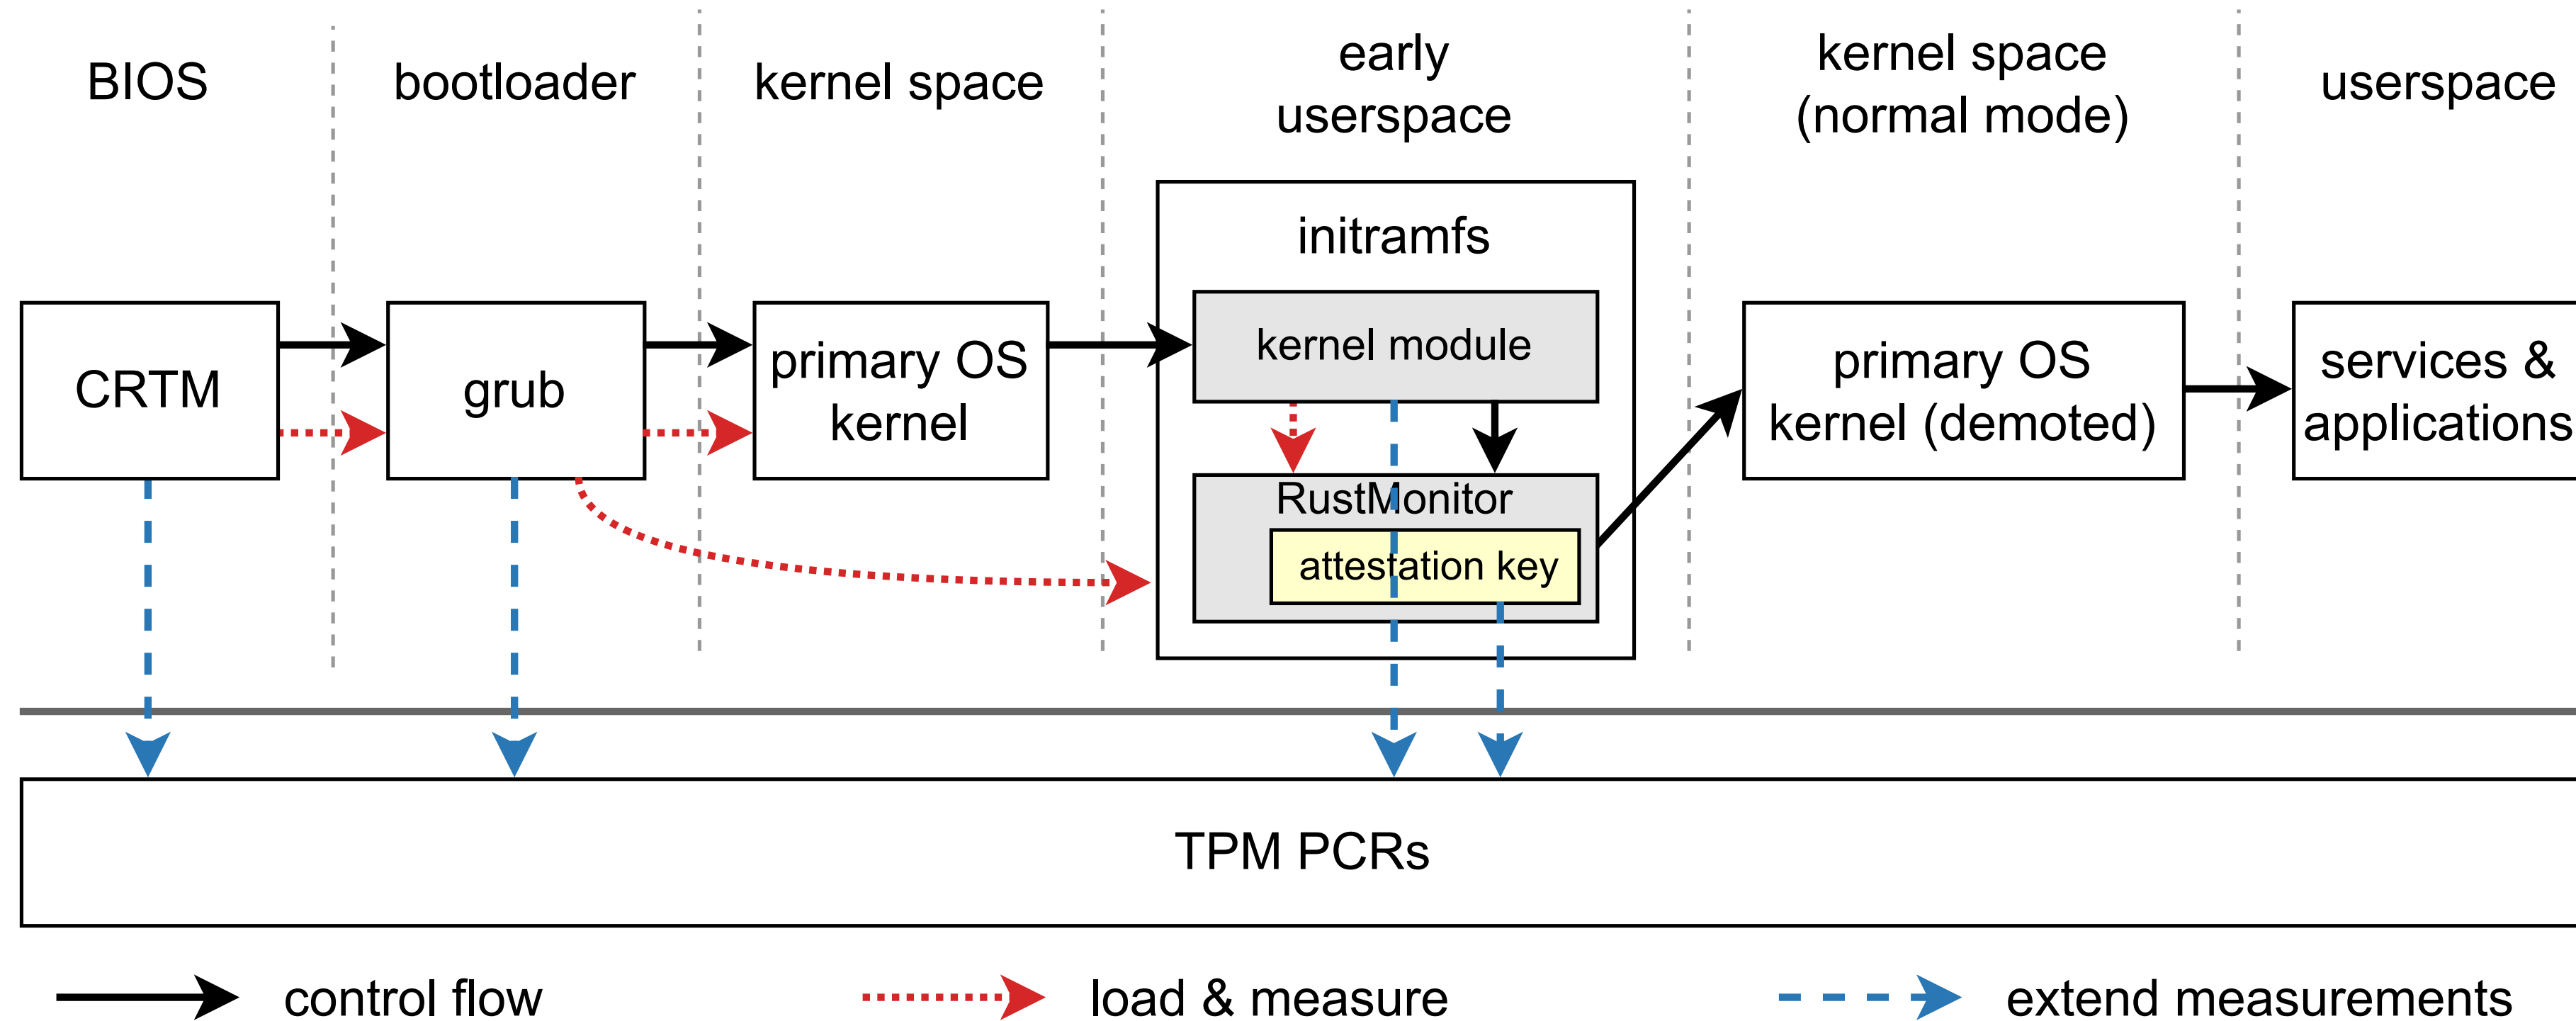 BIOS
bootloader
kernel space
early
userspace
kernel space
(normal mode)
userspace
initramfs
CRTM
grub
primary OS
kernel
kernel module
RustMonitor
attestation key
primary OS
kernel (demoted)
services &
applications
TPM PCRs
control flow
load & measure
extend measurements